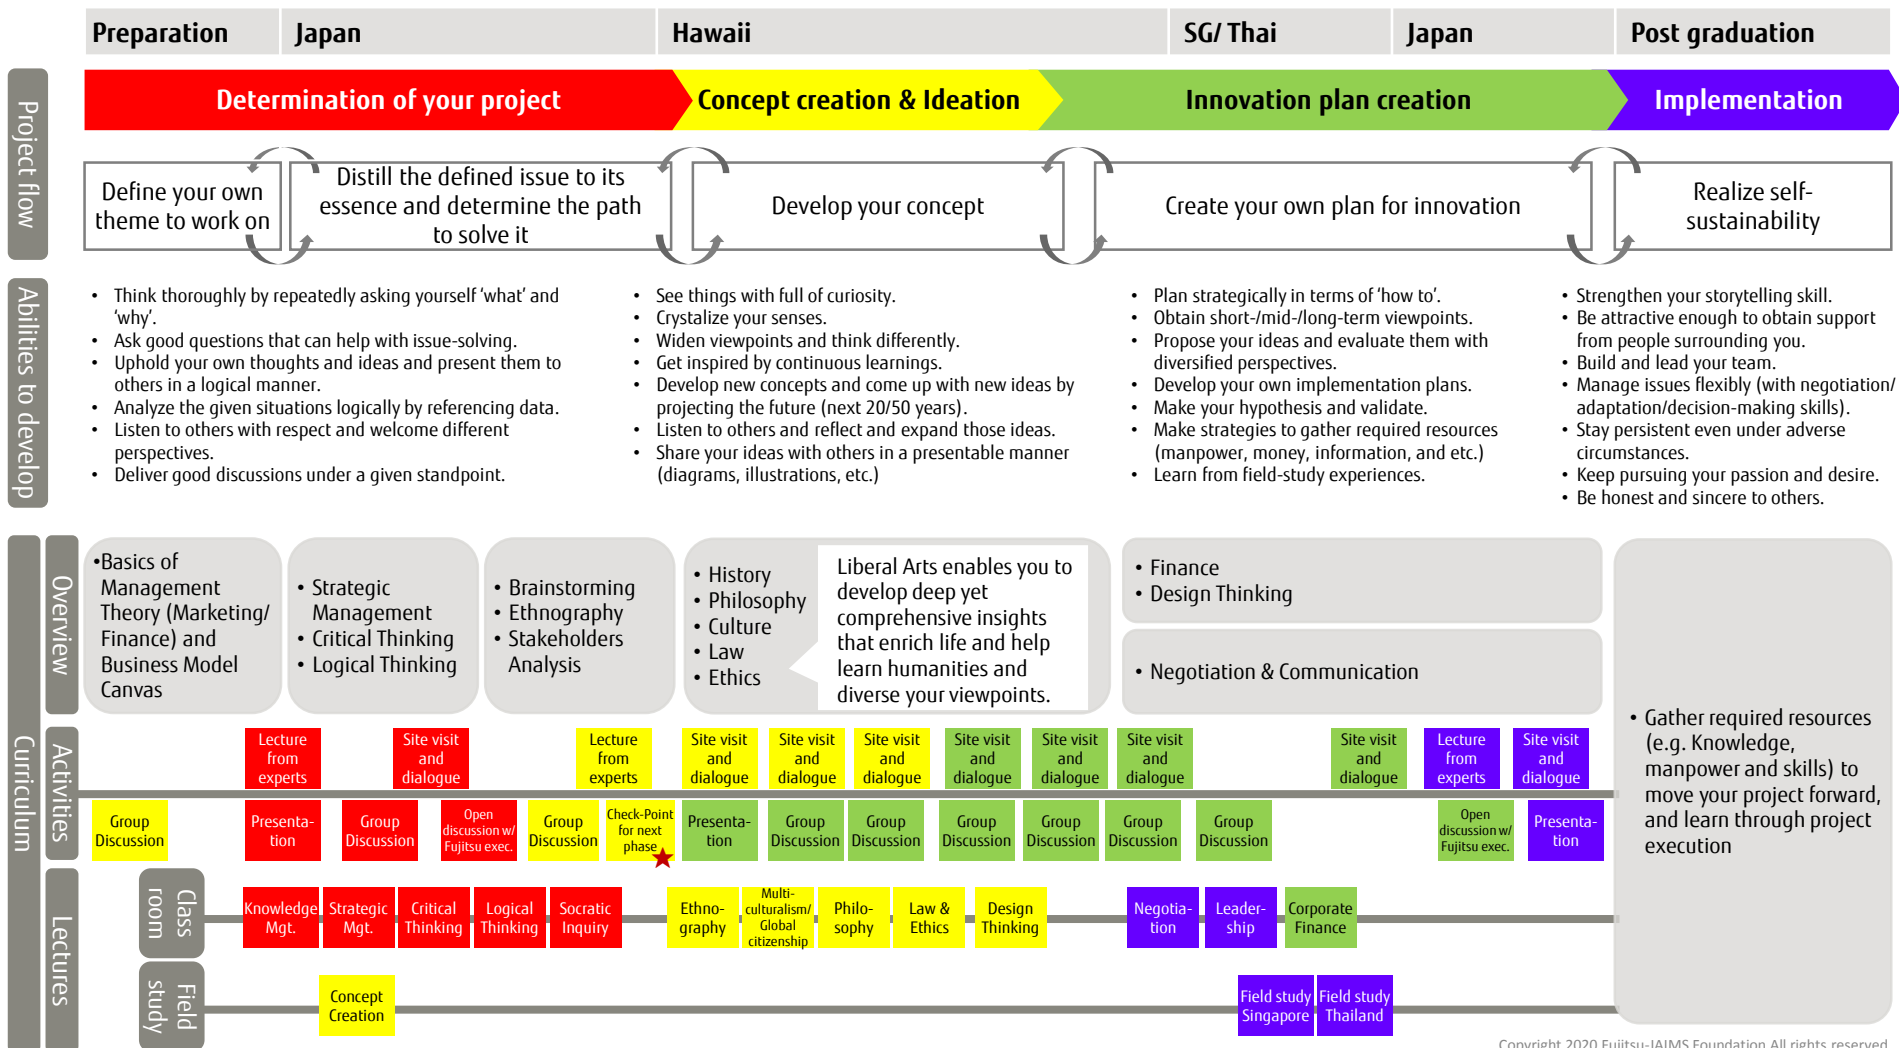 Preparation
Japan
Hawaii
SG/ Thai
Japan
Post graduation
Project flow
Determination of your project
Concept creation & Ideation
Innovation plan creation
Implementation
Define your own
theme to work on
Distill the defined issue to its
essence and determine the path
to solve it
Develop your concept
Create your own plan for innovation
Realize self-
sustainability
Abilities to develop
• Think thoroughly by repeatedly asking yourself ‘what’ and
‘why’.
• Ask good questions that can help with issue-solving.
• Uphold your own thoughts and ideas and present them to
others in a logical manner.
• Analyze the given situations logically by referencing data.
• Listen to others with respect and welcome different
perspectives.
• Deliver good discussions under a given standpoint.
• See things with full of curiosity.
• Crystalize your senses.
• Widen viewpoints and think differently.
• Get inspired by continuous learnings.
• Develop new concepts and come up with new ideas by
projecting the future (next 20/50 years).
• Listen to others and reflect and expand those ideas.
• Share your ideas with others in a presentable manner
(diagrams, illustrations, etc.)
• Plan strategically in terms of ‘how to’.
• Obtain short-/mid-/long-term viewpoints.
• Propose your ideas and evaluate them with
diversified perspectives.
• Develop your own implementation plans.
• Make your hypothesis and validate.
• Make strategies to gather required resources
(manpower, money, information, and etc.)
• Learn from field-study experiences.
• Strengthen your storytelling skill.
• Be attractive enough to obtain support
from people surrounding you.
• Build and lead your team.
• Manage issues flexibly (with negotiation/
adaptation/decision-making skills).
• Stay persistent even under adverse
circumstances.
• Keep pursuing your passion and desire.
• Be honest and sincere to others.
Curriculum
Overview
•Basics of
Management
Theory (Marketing/
Finance) and
Business Model
Canvas
• Strategic
Management
• Critical Thinking
• Logical Thinking
• Brainstorming
• Ethnography
• Stakeholders
Analysis
• History
• Philosophy
• Culture
• Law
• Ethics
Liberal Arts enables you to
develop deep yet
comprehensive insights
that enrich life and help
learn humanities and
diverse your viewpoints.
• Finance
• Design Thinking
• Negotiation & Communication
• Gather required resources
(e.g. Knowledge,
manpower and skills) to
move your project forward,
and learn through project
execution
Activities
Lecture
from
experts
Site visit
and
dialogue
Lecture
from
experts
Site visit
and
dialogue
Site visit
and
dialogue
Site visit
and
dialogue
Site visit
and
dialogue
Site visit
and
dialogue
Site visit
and
dialogue
Site visit
and
dialogue
Lecture
from
experts
Site visit
and
dialogue
Group
Discussion
Presenta-
tion
Group
Discussion
Open
discussion w/
Fujitsu exec.
Group
Discussion
Check-Point
for next
phase
Presenta-
tion
Group
Discussion
Group
Discussion
Group
Discussion
Group
Discussion
Group
Discussion
Group
Discussion
Open
discussion w/
Fujitsu exec.
Presenta-
tion
Lectures
Class
room
Knowledge
Mgt.
Strategic
Mgt.
Critical
Thinking
Logical
Thinking
Socratic
Inquiry
Ethno-
graphy
Multi-
culturalism/
Global
citizenship
Philo-
sophy
Law &
Ethics
Design
Thinking
Negotia-
tion
Leader-
ship
Corporate
Finance
Field
study
Concept
Creation
Field study
Singapore
Field study
Thailand
Copyright 2020 Fujitsu-JAIMS Foundation All rights reserved